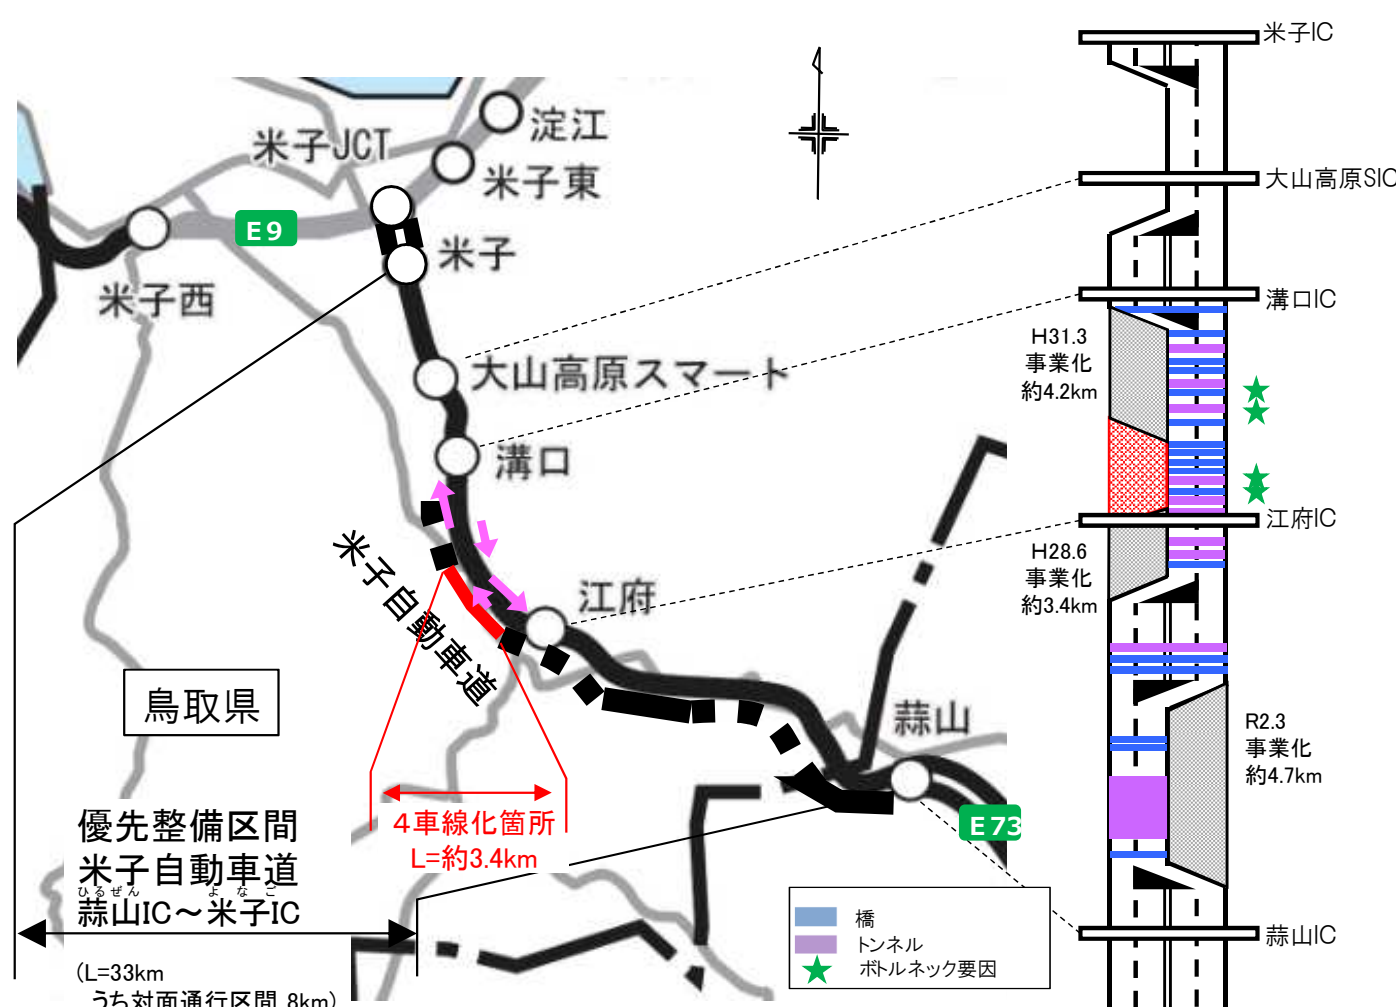 米子IC
淀江
米子JCT
米子東
大山高原SIC
E9
米子
米子西
溝口IC
H31.3
事業化
約4.2km
大山高原スマート
溝口
江府IC
米子自動車道
H28.6
事業化
約3.4km
江府
鳥取県
蒜山
R2.3
事業化
約4.7km
4車線化箇所
L=約3.4km
E73
優先整備区間
米子自動車道
ひるぜん よなご
蒜山IC～米子IC
橋
トンネル
ボトルネック要因
蒜山IC
(L=33km
うち対面通行区間 8km)